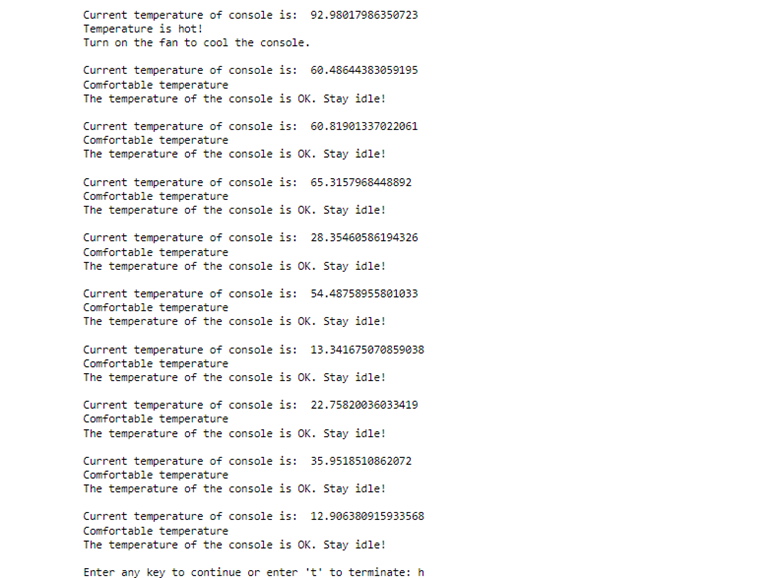 Current temperature of console is:  92.98017986350723
Temperature is hot!
Turn on the fan to cool the console.
Current temperature of console is:  60.48644383059195
Comfortable temperature
The temperature of the console is OK. Stay idle!
Current temperature of console is:  60.81901337022061
Comfortable temperature
The temperature of the console is OK. Stay idle!
Current temperature of console is:  65.3157968448892
Comfortable temperature
The temperature of the console is OK. Stay idle!
Current temperature of console is:  28.35460586194326
Comfortable temperature
The temperature of the console is OK. Stay idle!
Current temperature of console is:  54.48758955801033
Comfortable temperature
The temperature of the console is OK. Stay idle!
Current temperature of console is:  13.341675070859038
Comfortable temperature
The temperature of the console is OK. Stay idle!
Current temperature of console is:  22.75820036033419
Comfortable temperature
The temperature of the console is OK. Stay idle!
Current temperature of console is:  35.9518510862072
Comfortable temperature
The temperature of the console is OK. Stay idle!
Current temperature of console is:  12.906380915933568
Comfortable temperature
The temperature of the console is OK. Stay idle!
Enter any key to continue or enter 't' to terminate: h